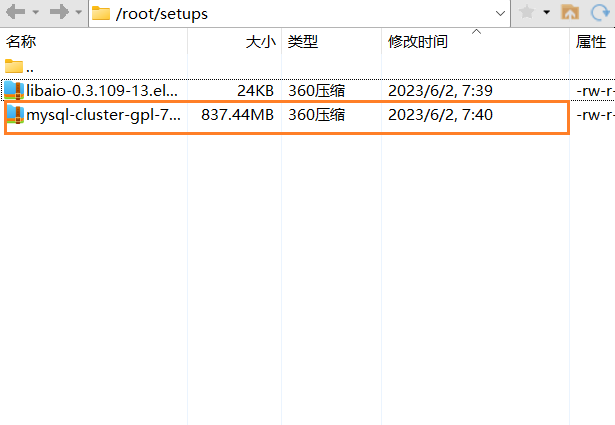 /root/setups
名称 大小 类型 修改时间 属性
..
libaio-0.3.109-13.el... 24KB 360压缩 2023/6/2, 7:39 -rw-r-
mysql-cluster-gpl-7... 837.44MB 360压缩 2023/6/2, 7:40 -rw-r-